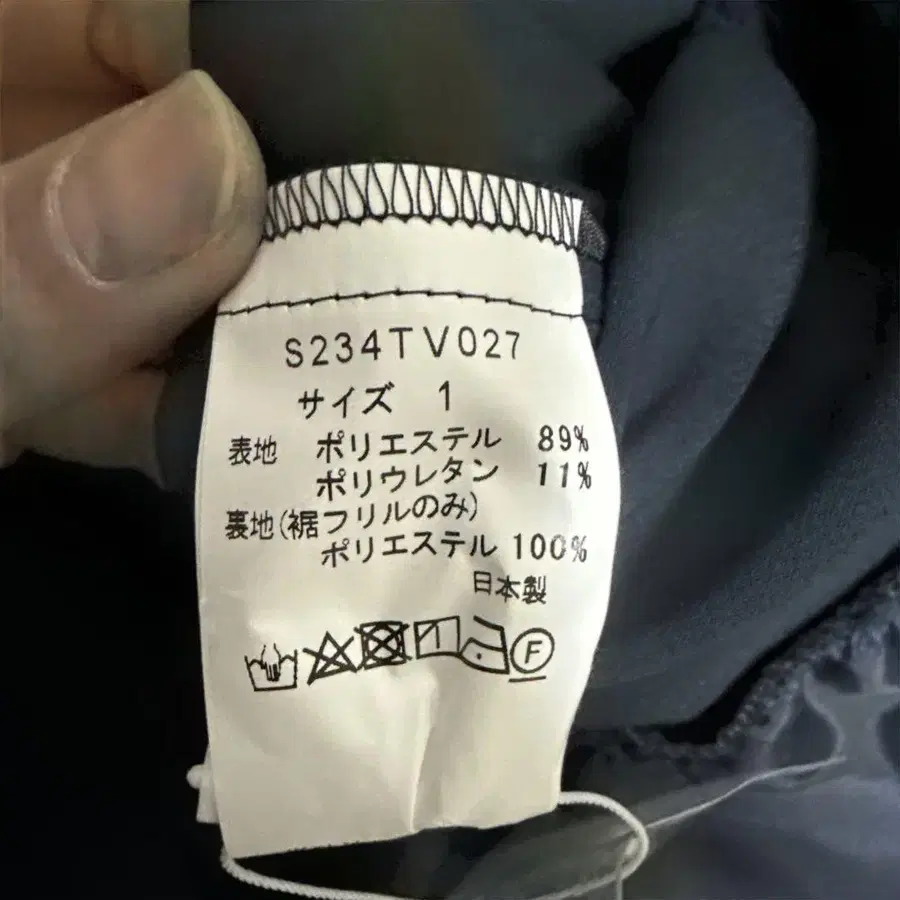 S234TV027
サイズ 1
表地 ポリエステル 89%
ポリウレタン 11%
裏地(裾フリルのみ)
ポリエステル 100%
日本製
F